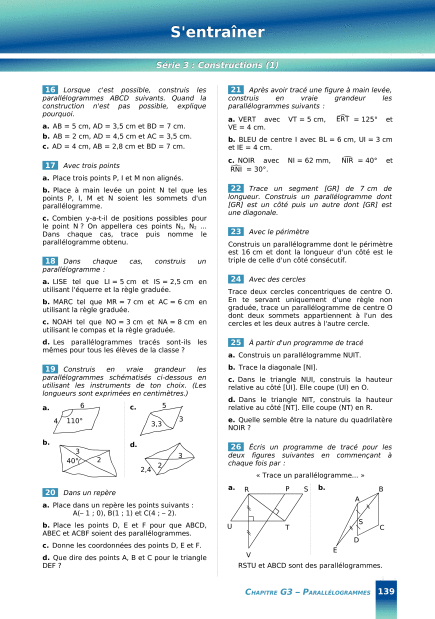 S'entraîner
Série 3 : Constructions (1)
16 Lorsque c'est possible, construis les
parallélogrammes ABCD suivants. Quand la
construction n'est pas possible, explique
pourquoi.
a. AB = 5 cm, AD = 3,5 cm et BD = 7 cm.
b. AB = 2 cm, AD = 4,5 cm et AC = 3,5 cm.
c. AD = 4 cm, AB = 2,8 cm et BD = 7 cm.
17 Avec trois points
a. Place trois points P, I et M non alignés.
b. Place à main levée un point N tel que les
points P, I, M et N soient les sommets d'un
parallélogramme.
c. Combien y-a-t-il de positions possibles pour
le point N ? On appellera ces points N₁, N₂ ...
Dans chaque cas, trace puis nomme le
parallélogramme obtenu.
18 Dans chaque cas, construis un
parallélogramme :
a. LISE tel que LI = 5 cm et IS = 2,5 cm en
utilisant l'équerre et la règle graduée.
b. MARC tel que MR = 7 cm et AC = 6 cm en
utilisant la règle graduée.
c. NOAH tel que NO = 3 cm et NA = 8 cm en
utilisant le compas et la règle graduée.
d. Les parallélogrammes tracés sont-ils les
mêmes pour tous les élèves de la classe ?
19 Construis en vraie grandeur les
parallélogrammes schématisés ci-dessous en
utilisant les instruments de ton choix. (Les
longueurs sont exprimées en centimètres.)
a. 6 4 110°
c. 5 3,3 3
b. 3 40° 2
d. 3 2,4 2
20 Dans un repère
a. Place dans un repère les points suivants :
A(– 1 ; 0), B(1 ; 1) et C(4 ; – 2).
b. Place les points D, E et F pour que ABCD,
ABEC et ACBF soient des parallélogrammes.
c. Donne les coordonnées des points D, E et F.
d. Que dire des points A, B et C pour le triangle
DEF ?
21 Après avoir tracé une figure à main levée,
construis en vraie grandeur les
parallélogrammes suivants :
a. VERT avec VT = 5 cm, ERT = 125° et
VE = 4 cm.
b. BLEU de centre I avec BL = 6 cm, UI = 3 cm
et IE = 4 cm.
c. NOIR avec NI = 62 mm, NIR = 40° et
RNI = 30°.
22 Trace un segment [GR] de 7 cm de
longueur. Construis un parallélogramme dont
[GR] est un côté puis un autre dont [GR] est
une diagonale.
23 Avec le périmètre
Construis un parallélogramme dont le périmètre
est 16 cm et dont la longueur d'un côté est le
triple de celle d'un côté consécutif.
24 Avec des cercles
Trace deux cercles concentriques de centre O.
En te servant uniquement d'une règle non
graduée, trace un parallélogramme de centre O
dont deux sommets appartiennent à l'un des
cercles et les deux autres à l'autre cercle.
25 À partir d'un programme de tracé
a. Construis un parallélogramme NUIT.
b. Trace la diagonale [NI].
c. Dans le triangle NUI, construis la hauteur
relative au côté [UI]. Elle coupe (UI) en O.
d. Dans le triangle NIT, construis la hauteur
relative au côté [NT]. Elle coupe (NT) en R.
e. Quelle semble être la nature du quadrilatère
NOIR ?
26 Écris un programme de tracé pour les
deux figures suivantes en commençant à
chaque fois par :
« Trace un parallélogramme... »
a. R P S U T V
b. B A S C D E
RSTU et ABCD sont des parallélogrammes.
CHAPITRE G3 – PARALLÉLOGRAMMES 139